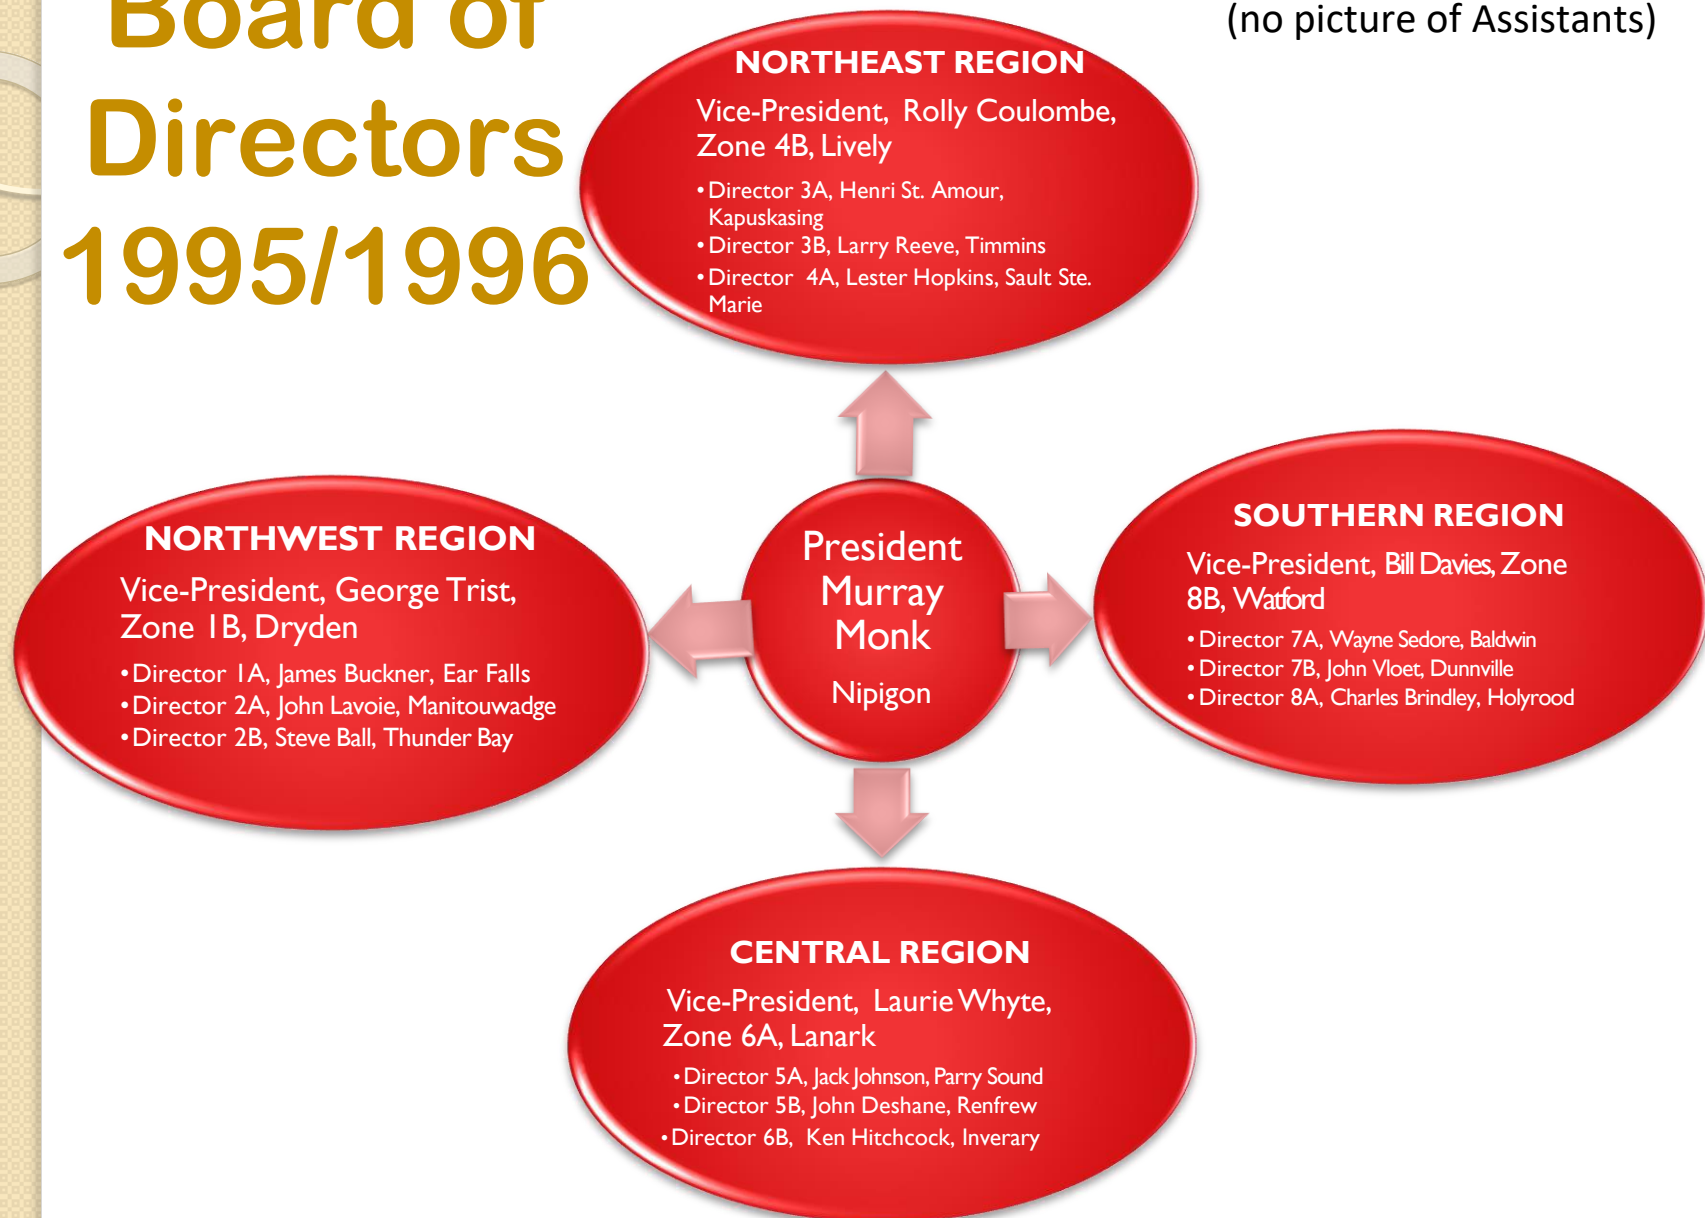 Board of
Directors
1995/1996
(no picture of Assistants)
NORTHEAST REGION
Vice-President, Rolly Coulombe,
Zone 4B, Lively
• Director 3A, Henri St. Amour,
Kapuskasing
• Director 3B, Larry Reeve, Timmins
• Director 4A, Lester Hopkins, Sault Ste.
Marie
NORTHWEST REGION
Vice-President, George Trist,
Zone 1B, Dryden
• Director 1A, James Buckner, Ear Falls
• Director 2A, John Lavoie, Manitouwadge
• Director 2B, Steve Ball, Thunder Bay
President
Murray
Monk
Nipigon
SOUTHERN REGION
Vice-President, Bill Davies, Zone
8B, Watford
• Director 7A, Wayne Sedore, Baldwin
• Director 7B, John Vloet, Dunnville
• Director 8A, Charles Brindley, Holyrood
CENTRAL REGION
Vice-President, Laurie Whyte,
Zone 6A, Lanark
• Director 5A, Jack Johnson, Parry Sound
• Director 5B, John Deshane, Renfrew
• Director 6B, Ken Hitchcock, Inverary